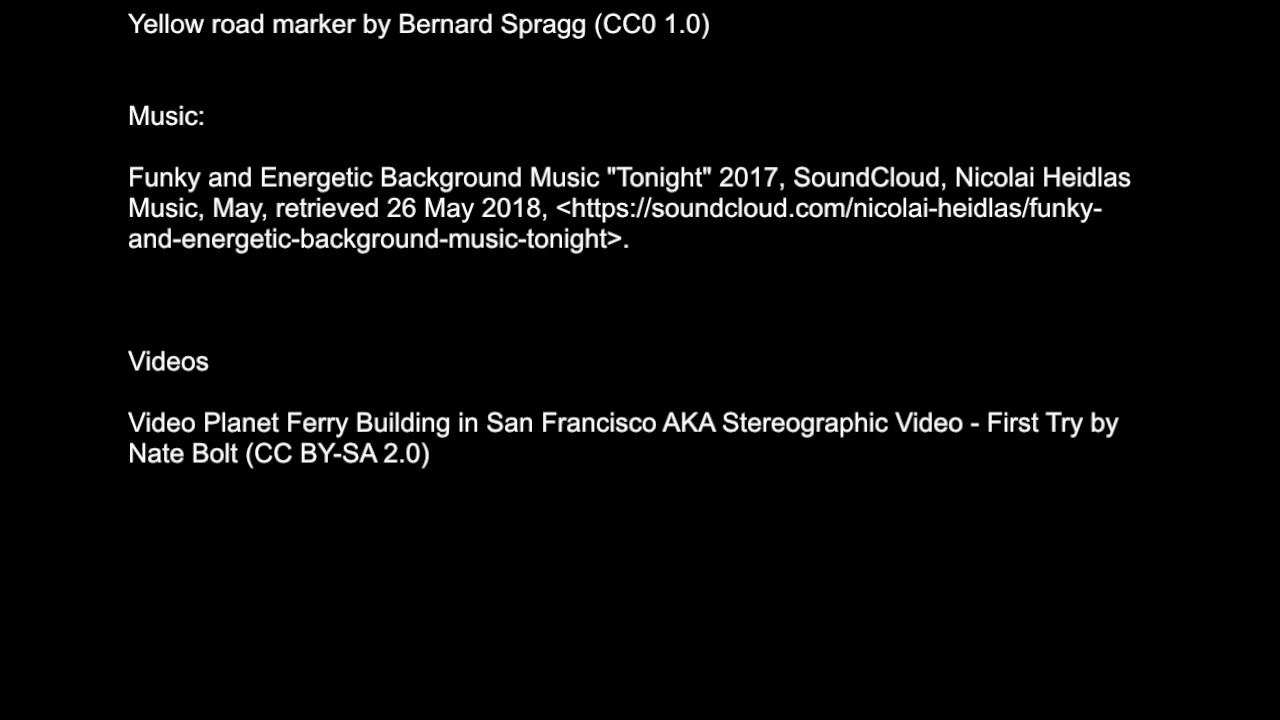 Yellow road marker by Bernard Spragg (CC0 1.0)
Music:
Funky and Energetic Background Music "Tonight" 2017, SoundCloud, Nicolai Heidlas
Music, May, retrieved 26 May 2018, <https://soundcloud.com/nicolai-heidlas/funky-
and-energetic-background-music-tonight>.
Videos
Video Planet Ferry Building in San Francisco AKA Stereographic Video - First Try by
Nate Bolt (CC BY-SA 2.0)